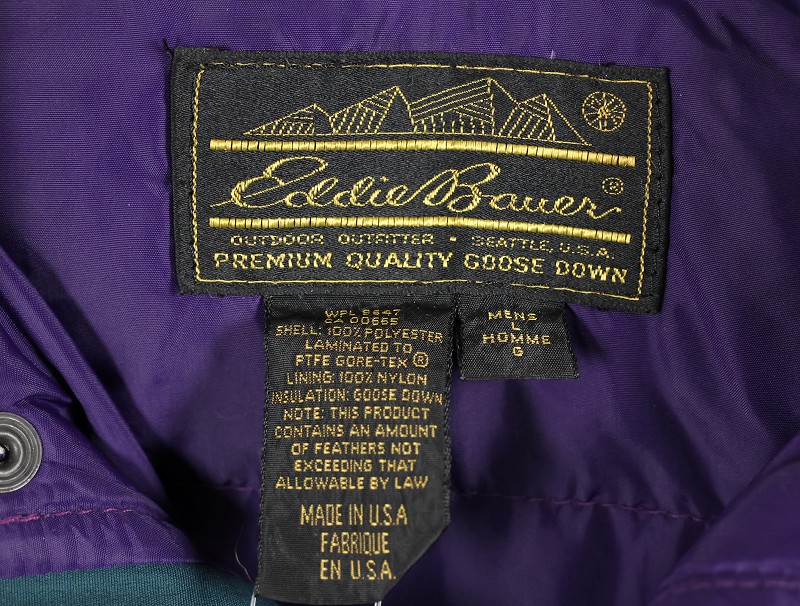 Eddie Bauer®
OUTDOOR OUTFITTER • SEATTLE, U.S.A.
PREMIUM QUALITY GOOSE DOWN
WPL 5647
CA 00665
SHELL: 100% POLYESTER
LAMINATED TO
PTFE GORE-TEX®
LINING: 100% NYLON
INSULATION: GOOSE DOWN
NOTE: THIS PRODUCT
CONTAINS AN AMOUNT
OF FEATHERS NOT
EXCEEDING THAT
ALLOWABLE BY LAW
MADE IN U.S.A
FABRIQUE
EN U.S.A.
MENS
L
HOMME
G